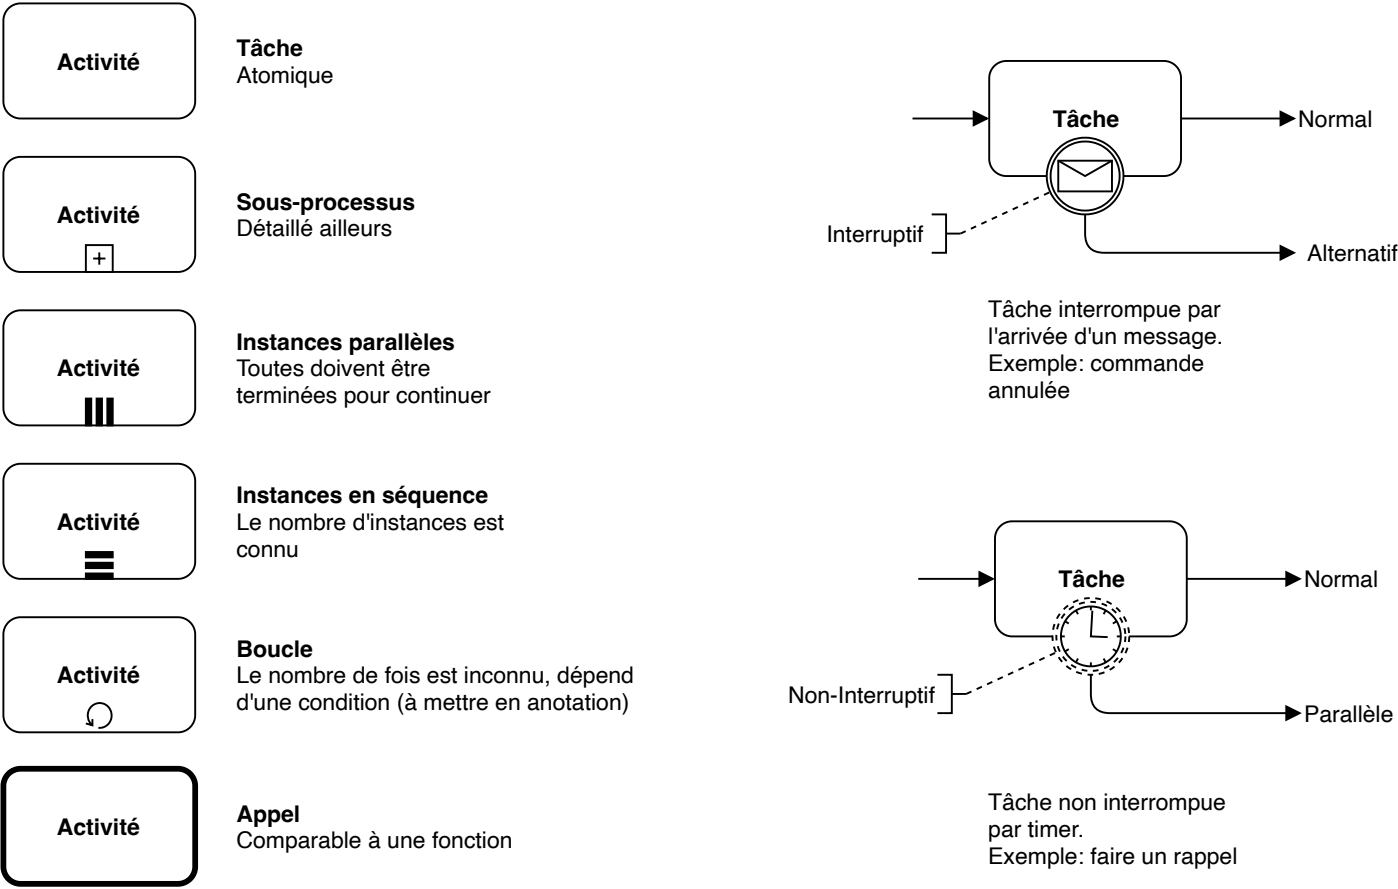 Activité
Tâche
Atomique
Activité
Sous-processus
Détaillé ailleurs
Activité
Instances parallèles
Toutes doivent être
terminées pour continuer
Activité
Instances en séquence
Le nombre d'instances est
connu
Activité
Boucle
Le nombre de fois est inconnu, dépend
d'une condition (à mettre en anotation)
Activité
Appel
Comparable à une fonction
Tâche
Normal
Interruptif
Alternatif
Tâche interrompue par
l'arrivée d'un message.
Exemple: commande
annulée
Tâche
Normal
Non-Interruptif
Parallèle
Tâche non interrompue
par timer.
Exemple: faire un rappel